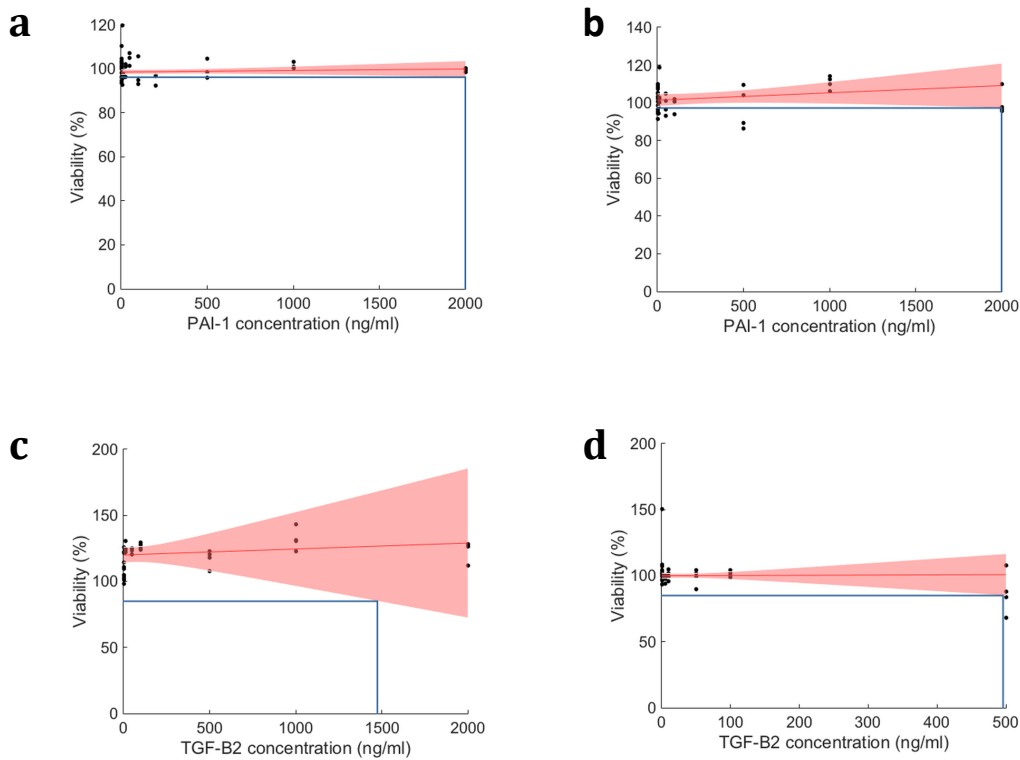 a
120
100
80
60
40
20
0
Viability (%)
0 500 1000 1500 2000
PAI-1 concentration (ng/ml)
b
140
120
100
80
60
40
20
0
Viability (%)
0 500 1000 1500 2000
PAI-1 concentration (ng/ml)
c
200
150
100
50
0
Viability (%)
0 500 1000 1500 2000
TGF-B2 concentration (ng/ml)
d
200
150
100
50
0
Viability (%)
0 100 200 300 400 500
TGF-B2 concentration (ng/ml)